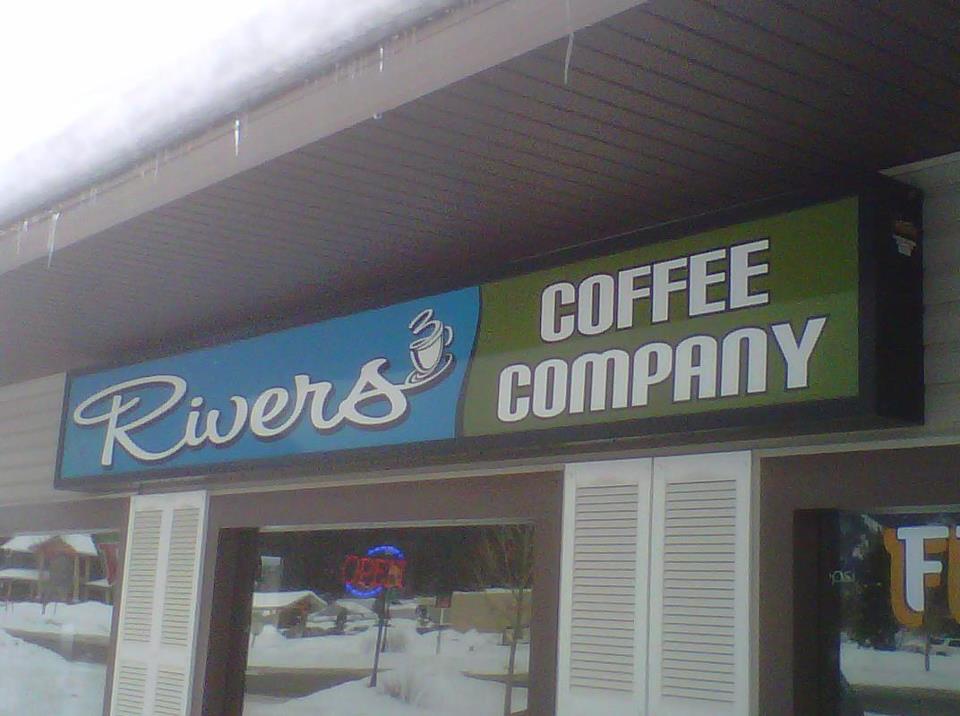 Rivers
COFFEE
COMPANY
OPEN
F